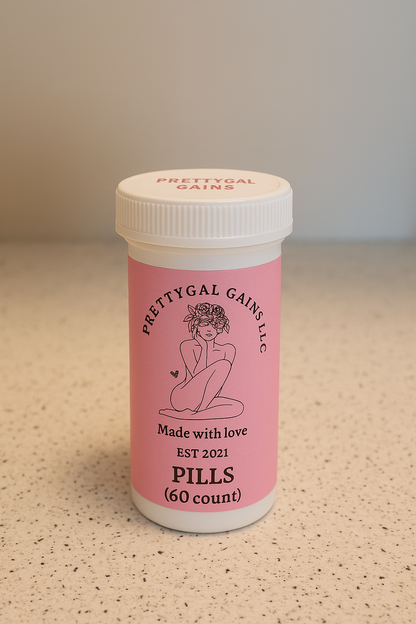 PRETTYGAL
GAINS
PRETTYGAL GAINS LLC
Made with love
EST 2021
PILLS
(60 count)